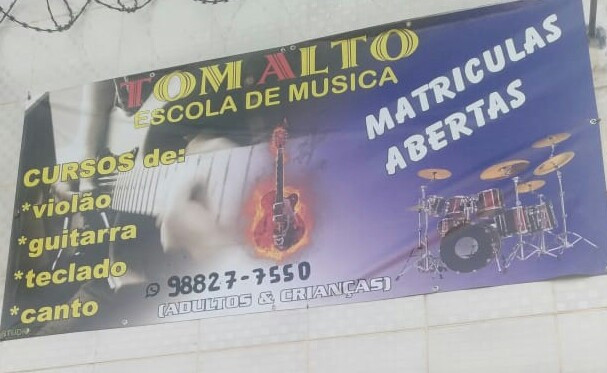 TOM ALTO
ESCOLA DE MUSICA
MATRICULAS
ABERTAS
CURSOS de:
*violão
*guitarra
*teclado
*canto
98827-7550
(ADULTOS & CRIANÇAS)